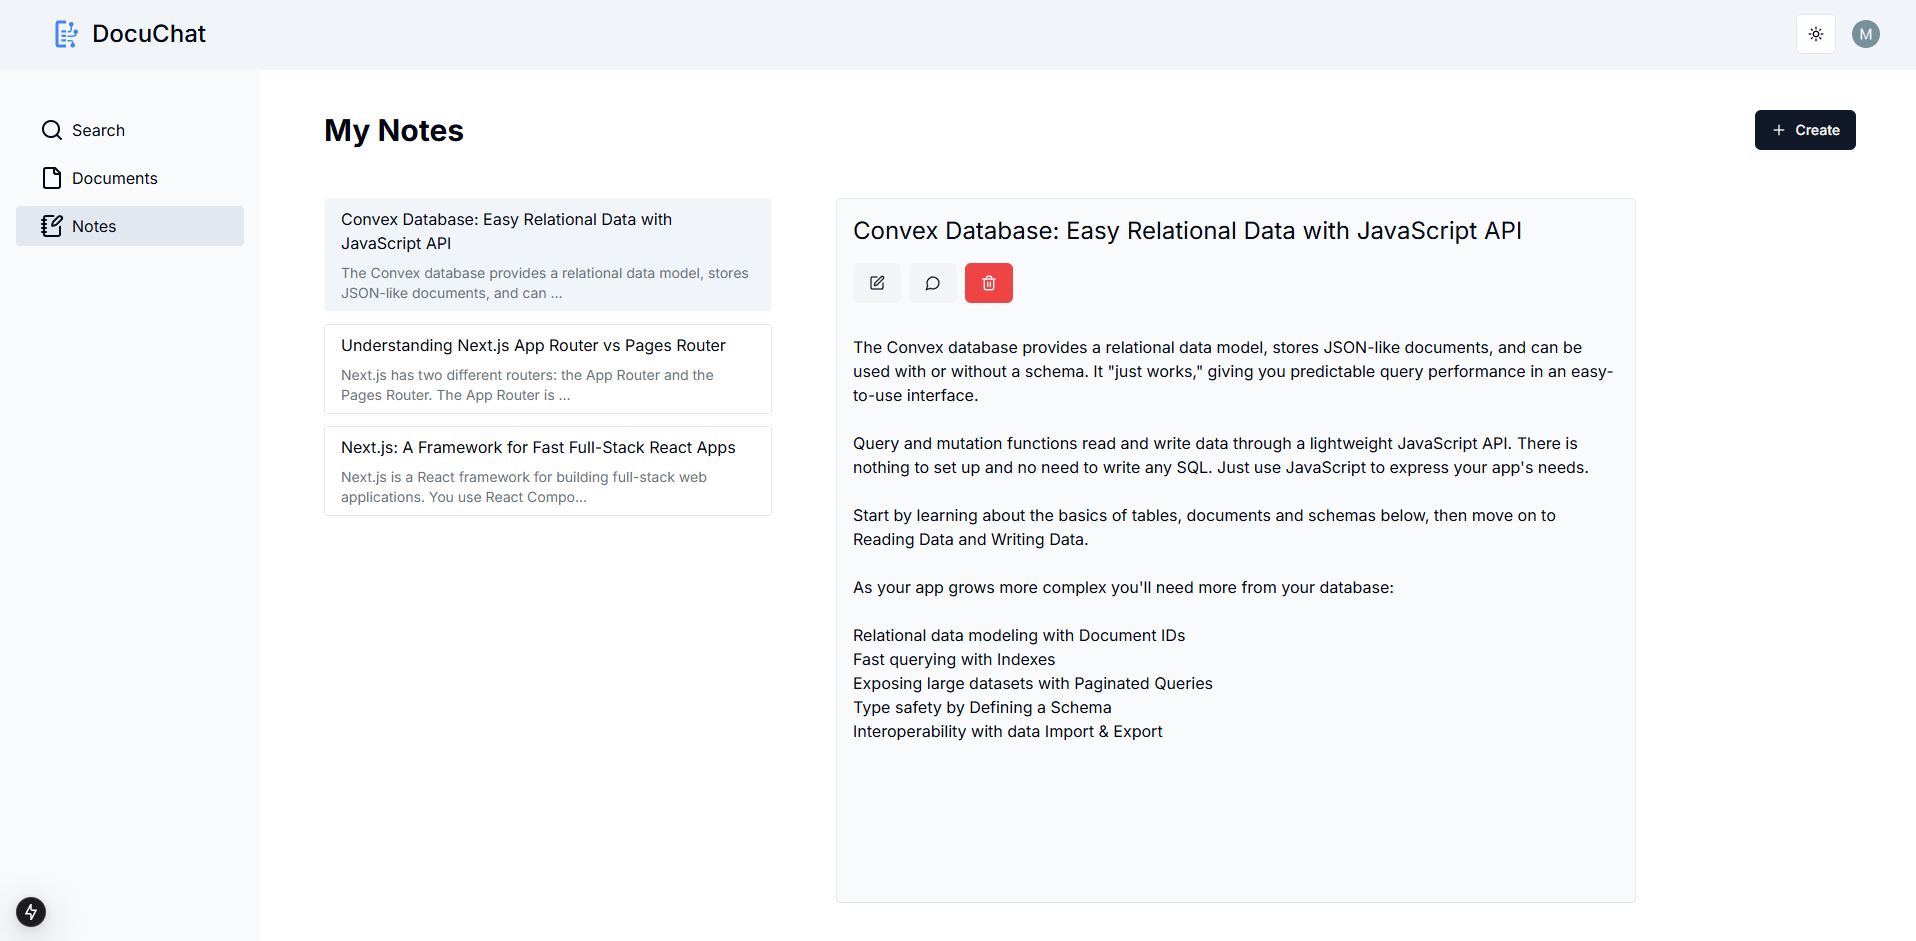 DocuChat
M
Search
Documents
Notes
My Notes
Create
Convex Database: Easy Relational Data with
JavaScript API
The Convex database provides a relational data model, stores
JSON-like documents, and can ...
Understanding Next.js App Router vs Pages Router
Next.js has two different routers: the App Router and the
Pages Router. The App Router is ...
Next.js: A Framework for Fast Full-Stack React Apps
Next.js is a React framework for building full-stack web
applications. You use React Compo...
Convex Database: Easy Relational Data with JavaScript API
The Convex database provides a relational data model, stores JSON-like documents, and can be
used with or without a schema. It "just works," giving you predictable query performance in an easy-
to-use interface.
Query and mutation functions read and write data through a lightweight JavaScript API. There is
nothing to set up and no need to write any SQL. Just use JavaScript to express your app's needs.
Start by learning about the basics of tables, documents and schemas below, then move on to
Reading Data and Writing Data.
As your app grows more complex you'll need more from your database:
Relational data modeling with Document IDs
Fast querying with Indexes
Exposing large datasets with Paginated Queries
Type safety by Defining a Schema
Interoperability with data Import & Export